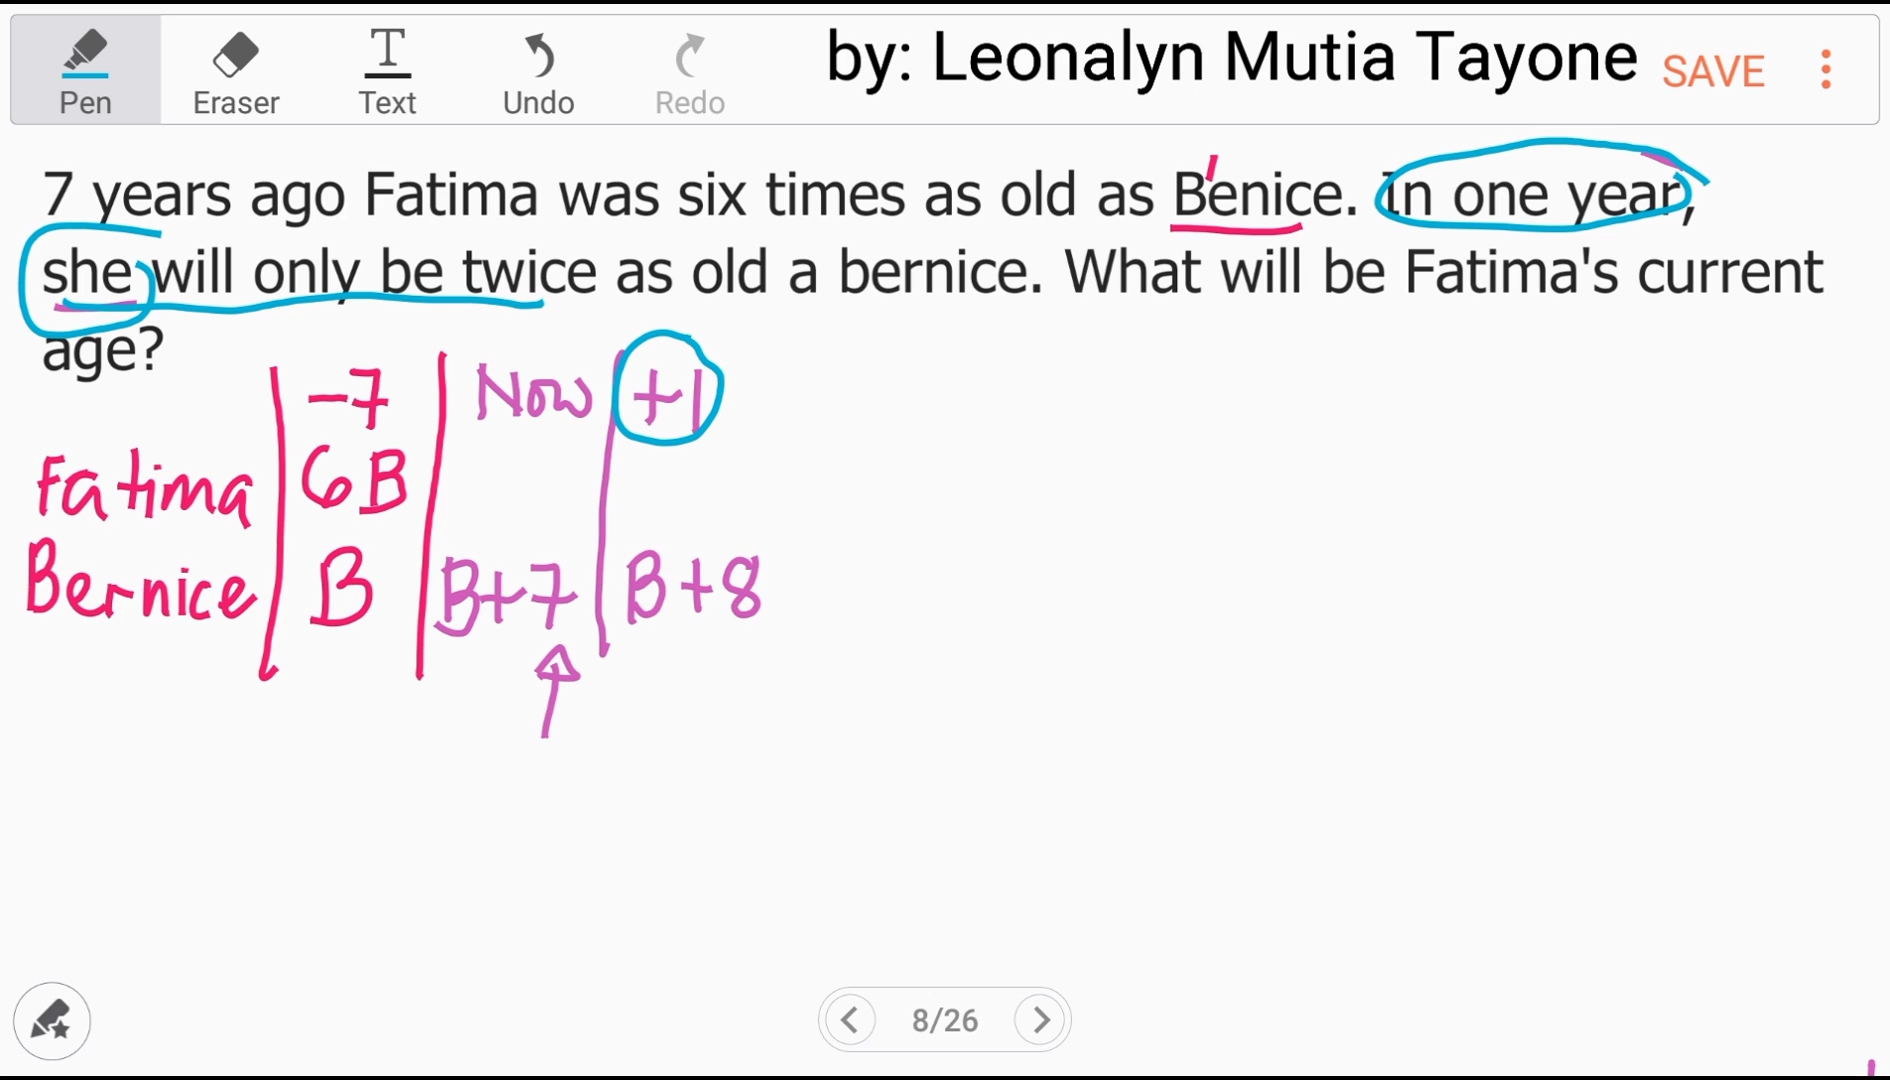 by: Leonalyn Mutia Tayone
Pen Eraser Text Undo Redo SAVE
7 years ago Fatima was six times as old as Benice. In one year,
she will only be twice as old a bernice. What will be Fatima's current
age?
-7 Now +1
Fatima 6B
Bernice B B+7 B+8
8/26